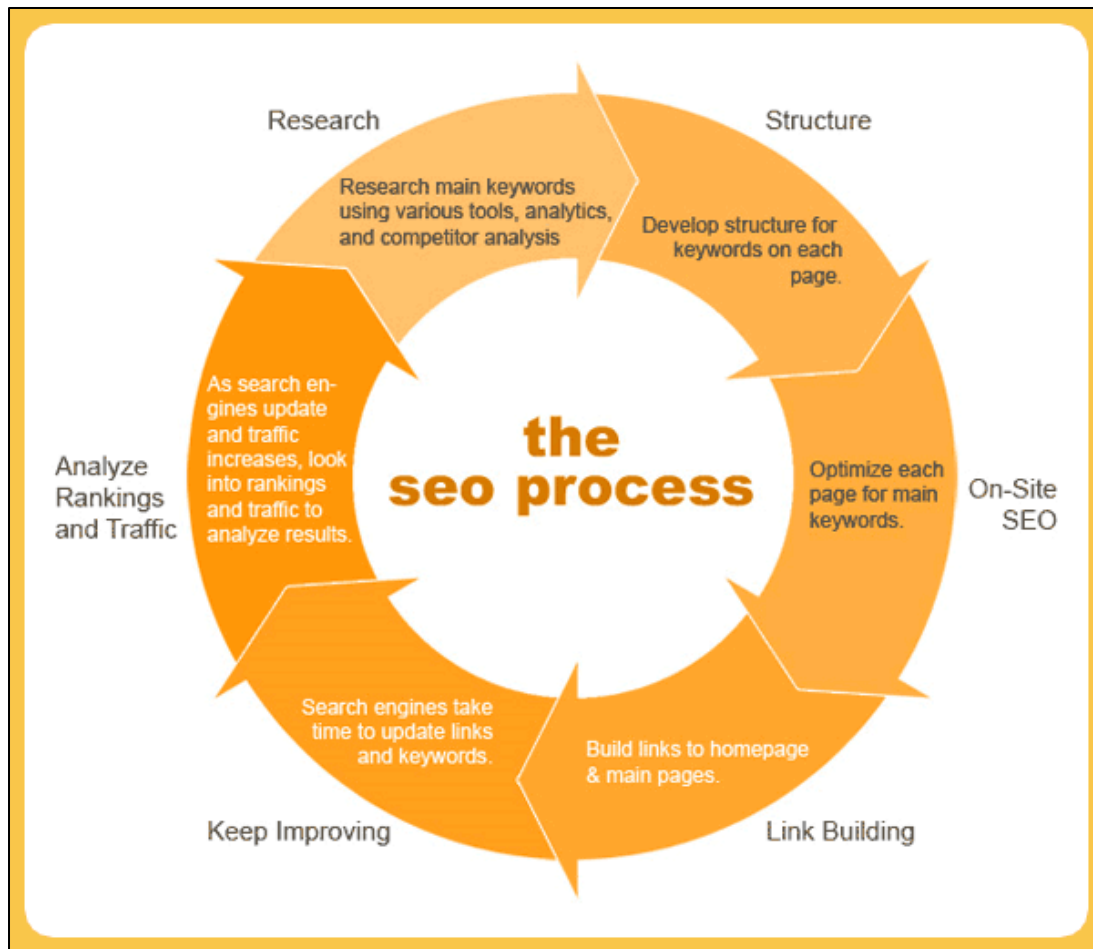 Research
Research main keywords
using various tools, analytics,
and competitor analysis
Structure
Develop structure for
keywords on each
page.
On-Site
SEO
Optimize each
page for main
keywords.
Link Building
Build links to homepage
& main pages.
Keep Improving
Search engines take
time to update links
and keywords.
Analyze
Rankings
and Traffic
As search en-
gines update
and traffic
increases, look
into rankings
and traffic to
analyze results.
the
seo process